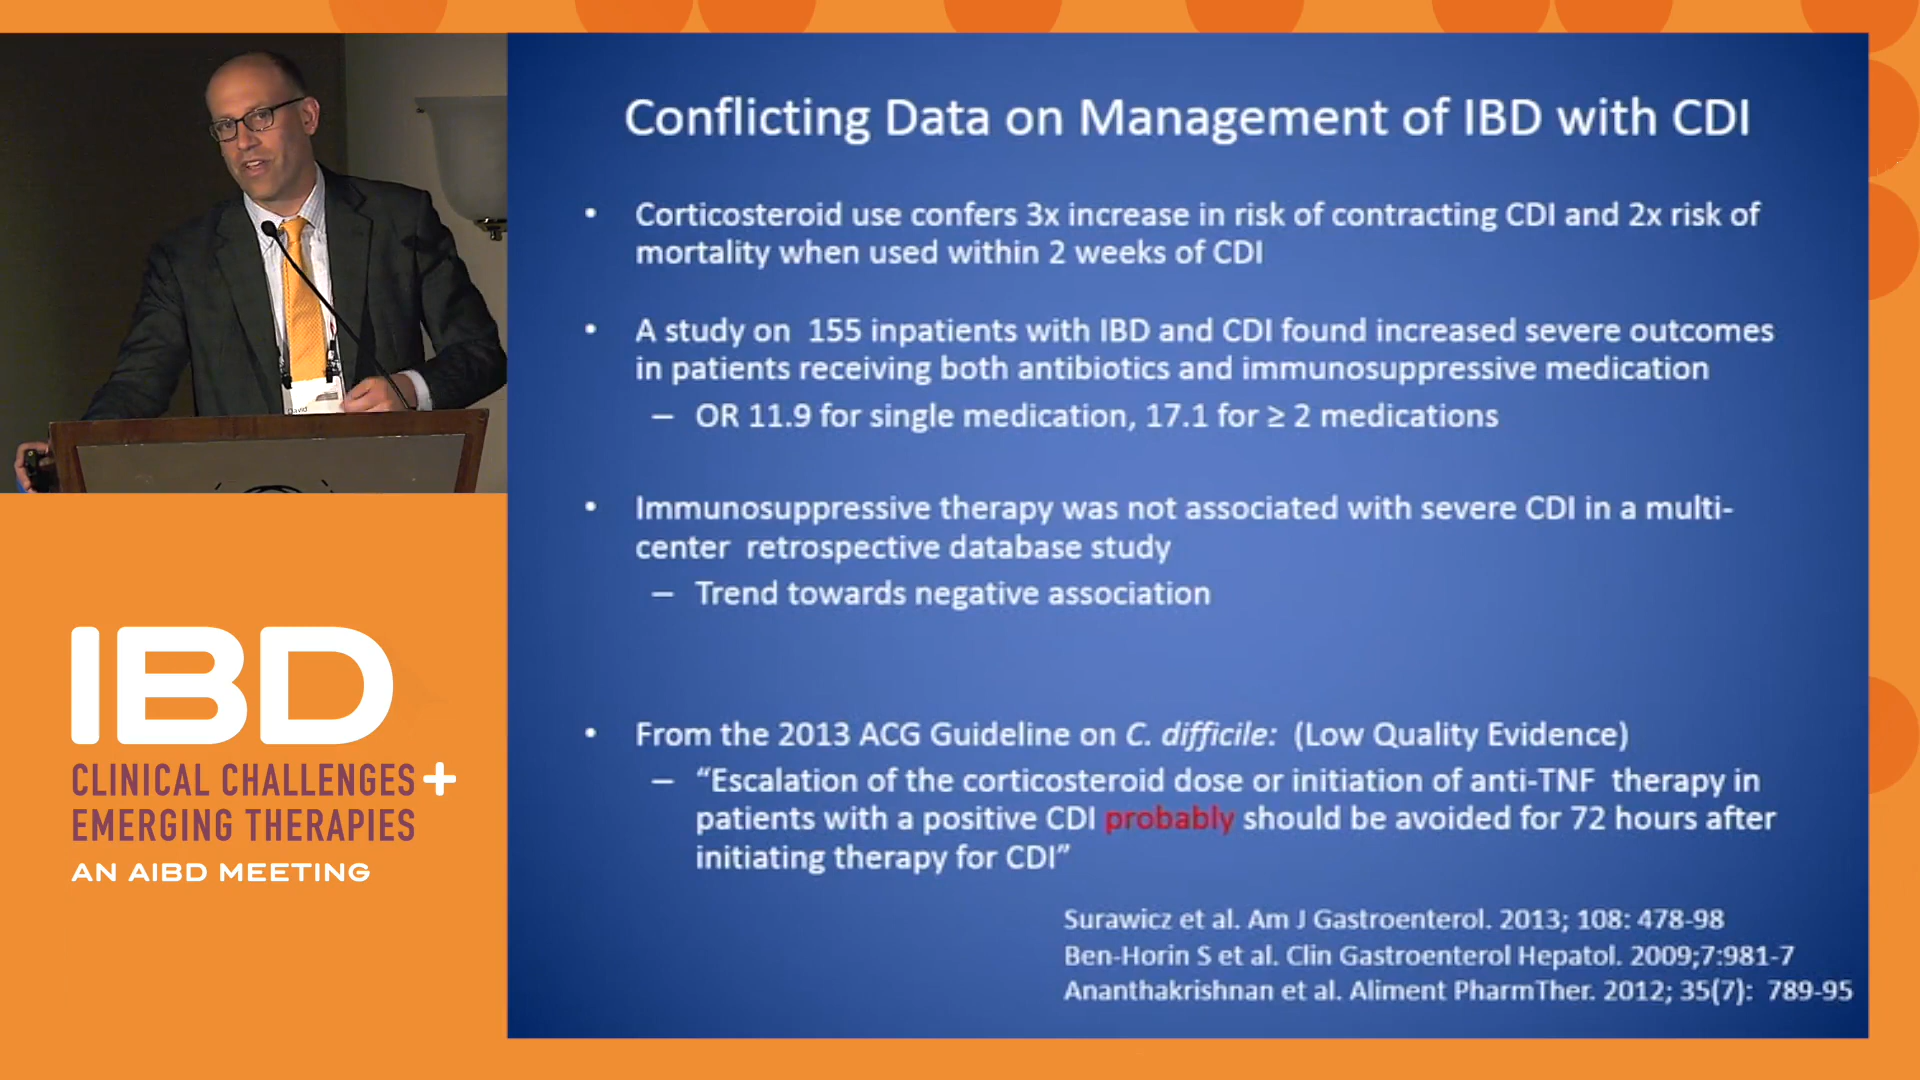 Conflicting Data on Management of IBD with CDI
• Corticosteroid use confers 3x increase in risk of contracting CDI and 2x risk of
mortality when used within 2 weeks of CDI
• A study on 155 inpatients with IBD and CDI found increased severe outcomes
in patients receiving both antibiotics and immunosuppressive medication
– OR 11.9 for single medication, 17.1 for ≥ 2 medications
• Immunosuppressive therapy was not associated with severe CDI in a multi-
center retrospective database study
– Trend towards negative association
• From the 2013 ACG Guideline on C. difficile: (Low Quality Evidence)
– “Escalation of the corticosteroid dose or initiation of anti-TNF therapy in
patients with a positive CDI probably should be avoided for 72 hours after
initiating therapy for CDI”
Surawicz et al. Am J Gastroenterol. 2013; 108: 478-98
Ben-Horin S et al. Clin Gastroenterol Hepatol. 2009;7:981-7
Ananthakrishnan et al. Aliment PharmTher. 2012; 35(7): 789-95
David
IBD
CLINICAL CHALLENGES +
EMERGING THERAPIES
AN AIBD MEETING